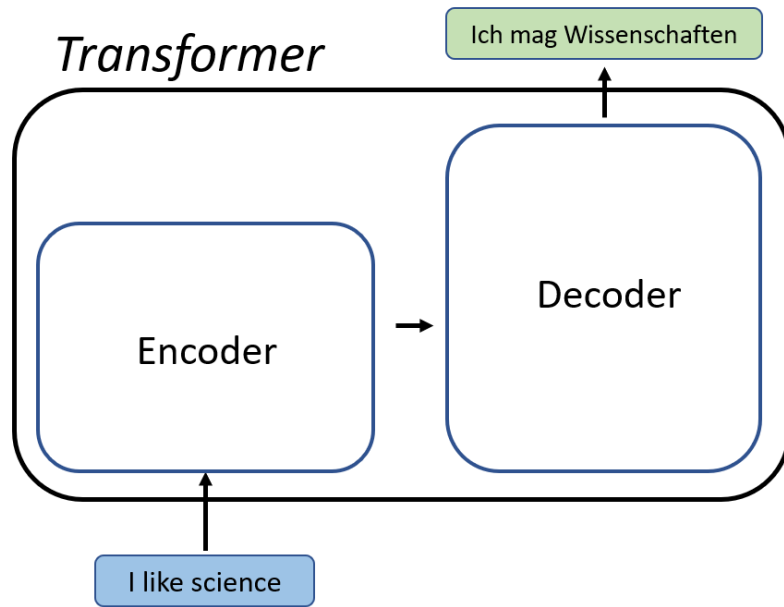 Ich mag Wissenschaften
Transformer
Decoder
Encoder
I like science